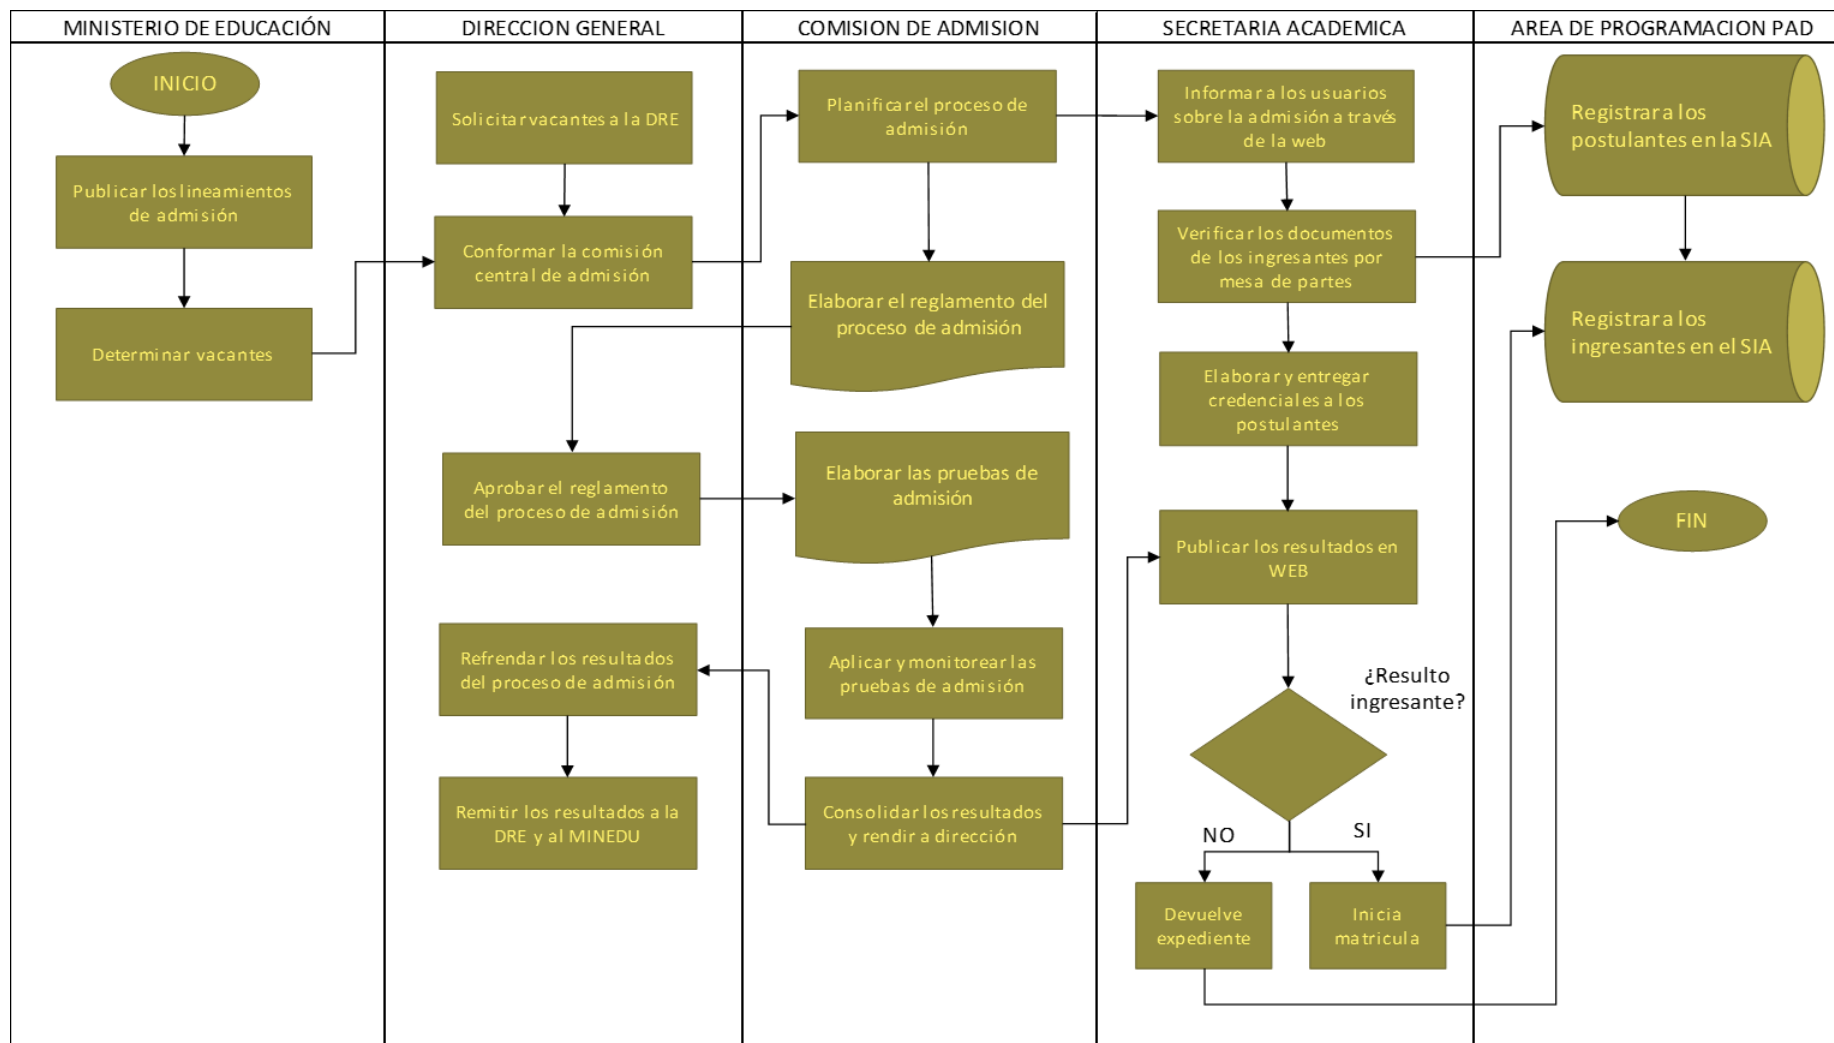 MINISTERIO DE EDUCACIÓN
DIRECCION GENERAL
COMISION DE ADMISION
SECRETARIA ACADEMICA
AREA DE PROGRAMACION PAD
INICIO
Publicar los lineamientos
de admisión
Determinar vacantes
Solicitar vacantes a la DRE
Conformar la comisión
central de admisión
Aprobar el reglamento
del proceso de admisión
Refrendar los resultados
del proceso de admisión
Remitir los resultados a la
DRE y al MINEDU
Planificar el proceso de
admisión
Elaborar el reglamento del
proceso de admisión
Elaborar las pruebas de
admisión
Aplicar y monitorear las
pruebas de admisión
Consolidar los resultados
y rendir a dirección
Informar a los usuarios
sobre la admisión a través
de la web
Verificar los documentos
de los ingresantes por
mesa de partes
Elaborar y entregar
credenciales a los
postulantes
Publicar los resultados en
WEB
¿Resulto
ingresante?
NO
SI
Devuelve
expediente
Inicia
matricula
Registrar a los
postulantes en la SIA
Registrar a los
ingresantes en el SIA
FIN